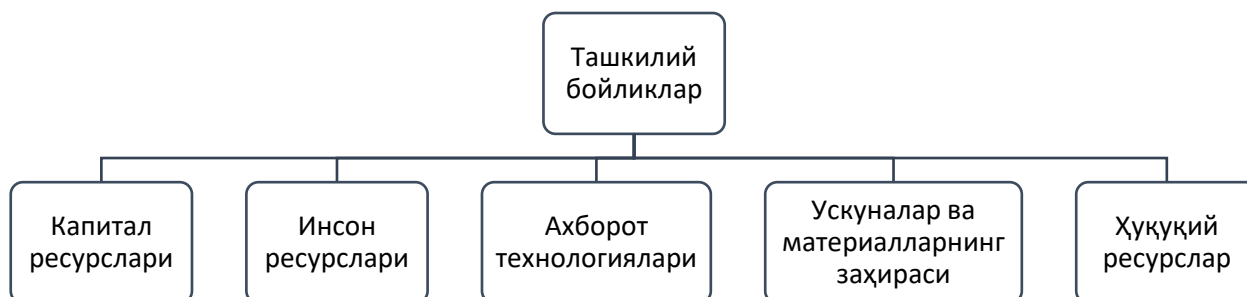 Ташкилий
бойликлар
Капитал
ресурслари
Инсон
ресурслари
Ахборот
технологиялари
Ускуналар ва
материалларнинг
заҳираси
Ҳуқуқий
ресурслар